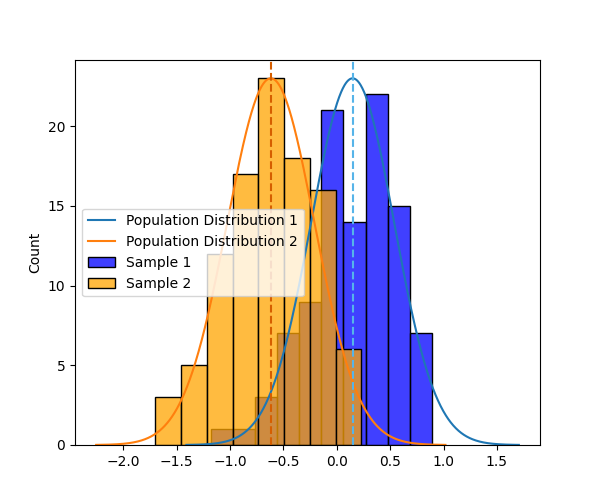 20
15
10
5
0
Count
Population Distribution 1
Population Distribution 2
Sample 1
Sample 2
−2.0 −1.5 −1.0 −0.5 0.0 0.5 1.0 1.5